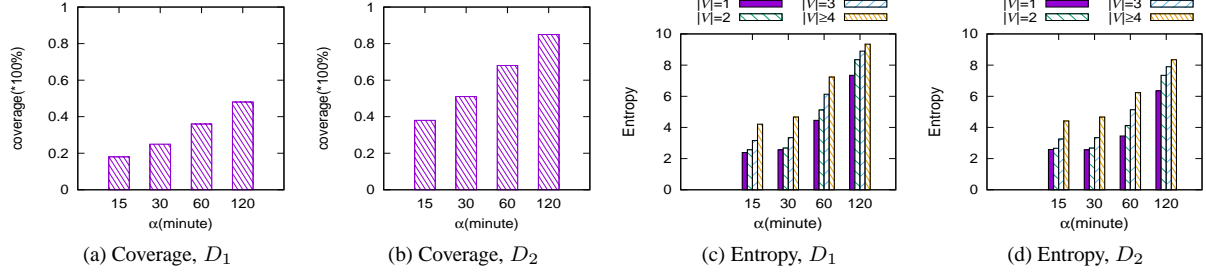 1
0.8
0.6
0.4
0.2
0
coverage(*100%)
15 30 60 120
α(minute)
(a) Coverage, D1
1
0.8
0.6
0.4
0.2
0
coverage(*100%)
15 30 60 120
α(minute)
(b) Coverage, D2
|V|=1 |V|=3
|V|=2 |V|≥4
10
8
6
4
2
0
Entropy
15 30 60 120
α(minute)
(c) Entropy, D1
|V|=1 |V|=3
|V|=2 |V|≥4
10
8
6
4
2
0
Entropy
15 30 60 120
α(minute)
(d) Entropy, D2